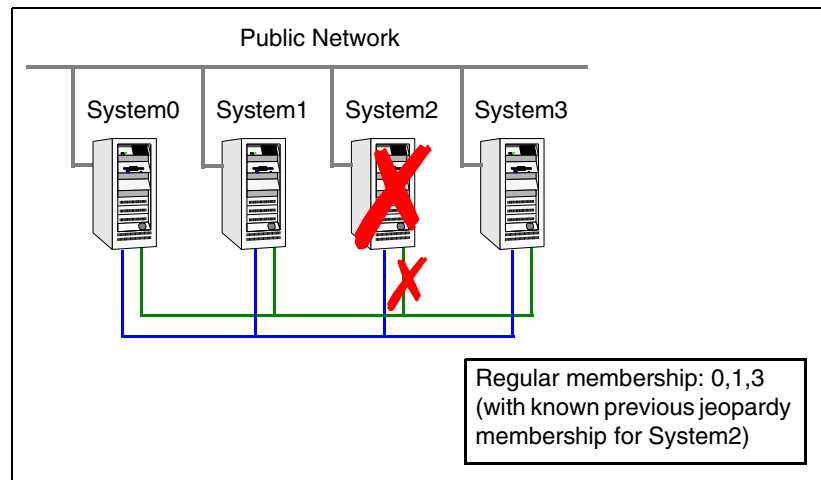 Public Network
System0 System1 System2 System3
Regular membership: 0,1,3
(with known previous jeopardy
membership for System2)